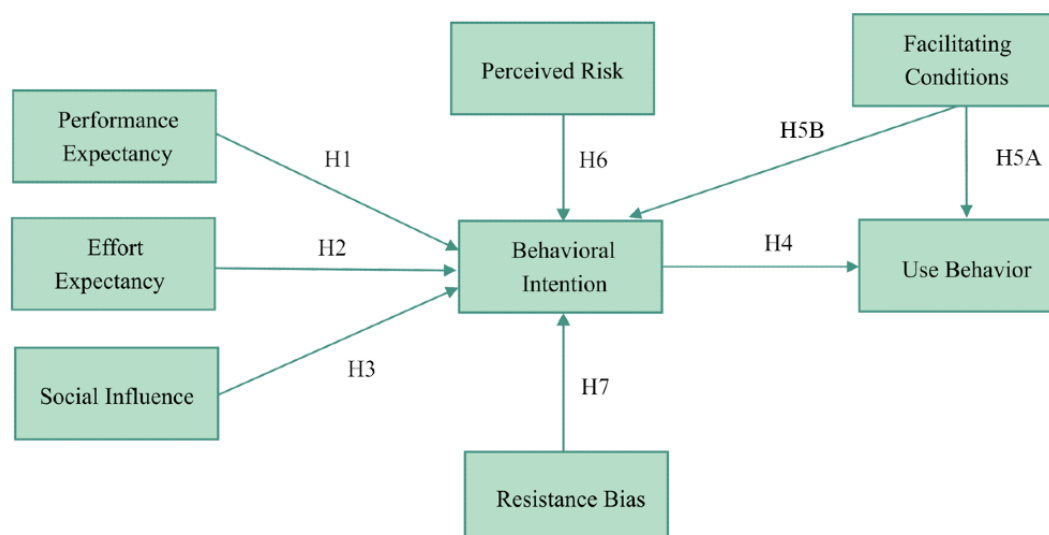 Perceived Risk
Facilitating
Conditions
Performance
Expectancy
H1
H6
H5B
H5A
Effort
Expectancy
H2
Behavioral
Intention
H4
Use Behavior
Social Influence
H3
H7
Resistance Bias